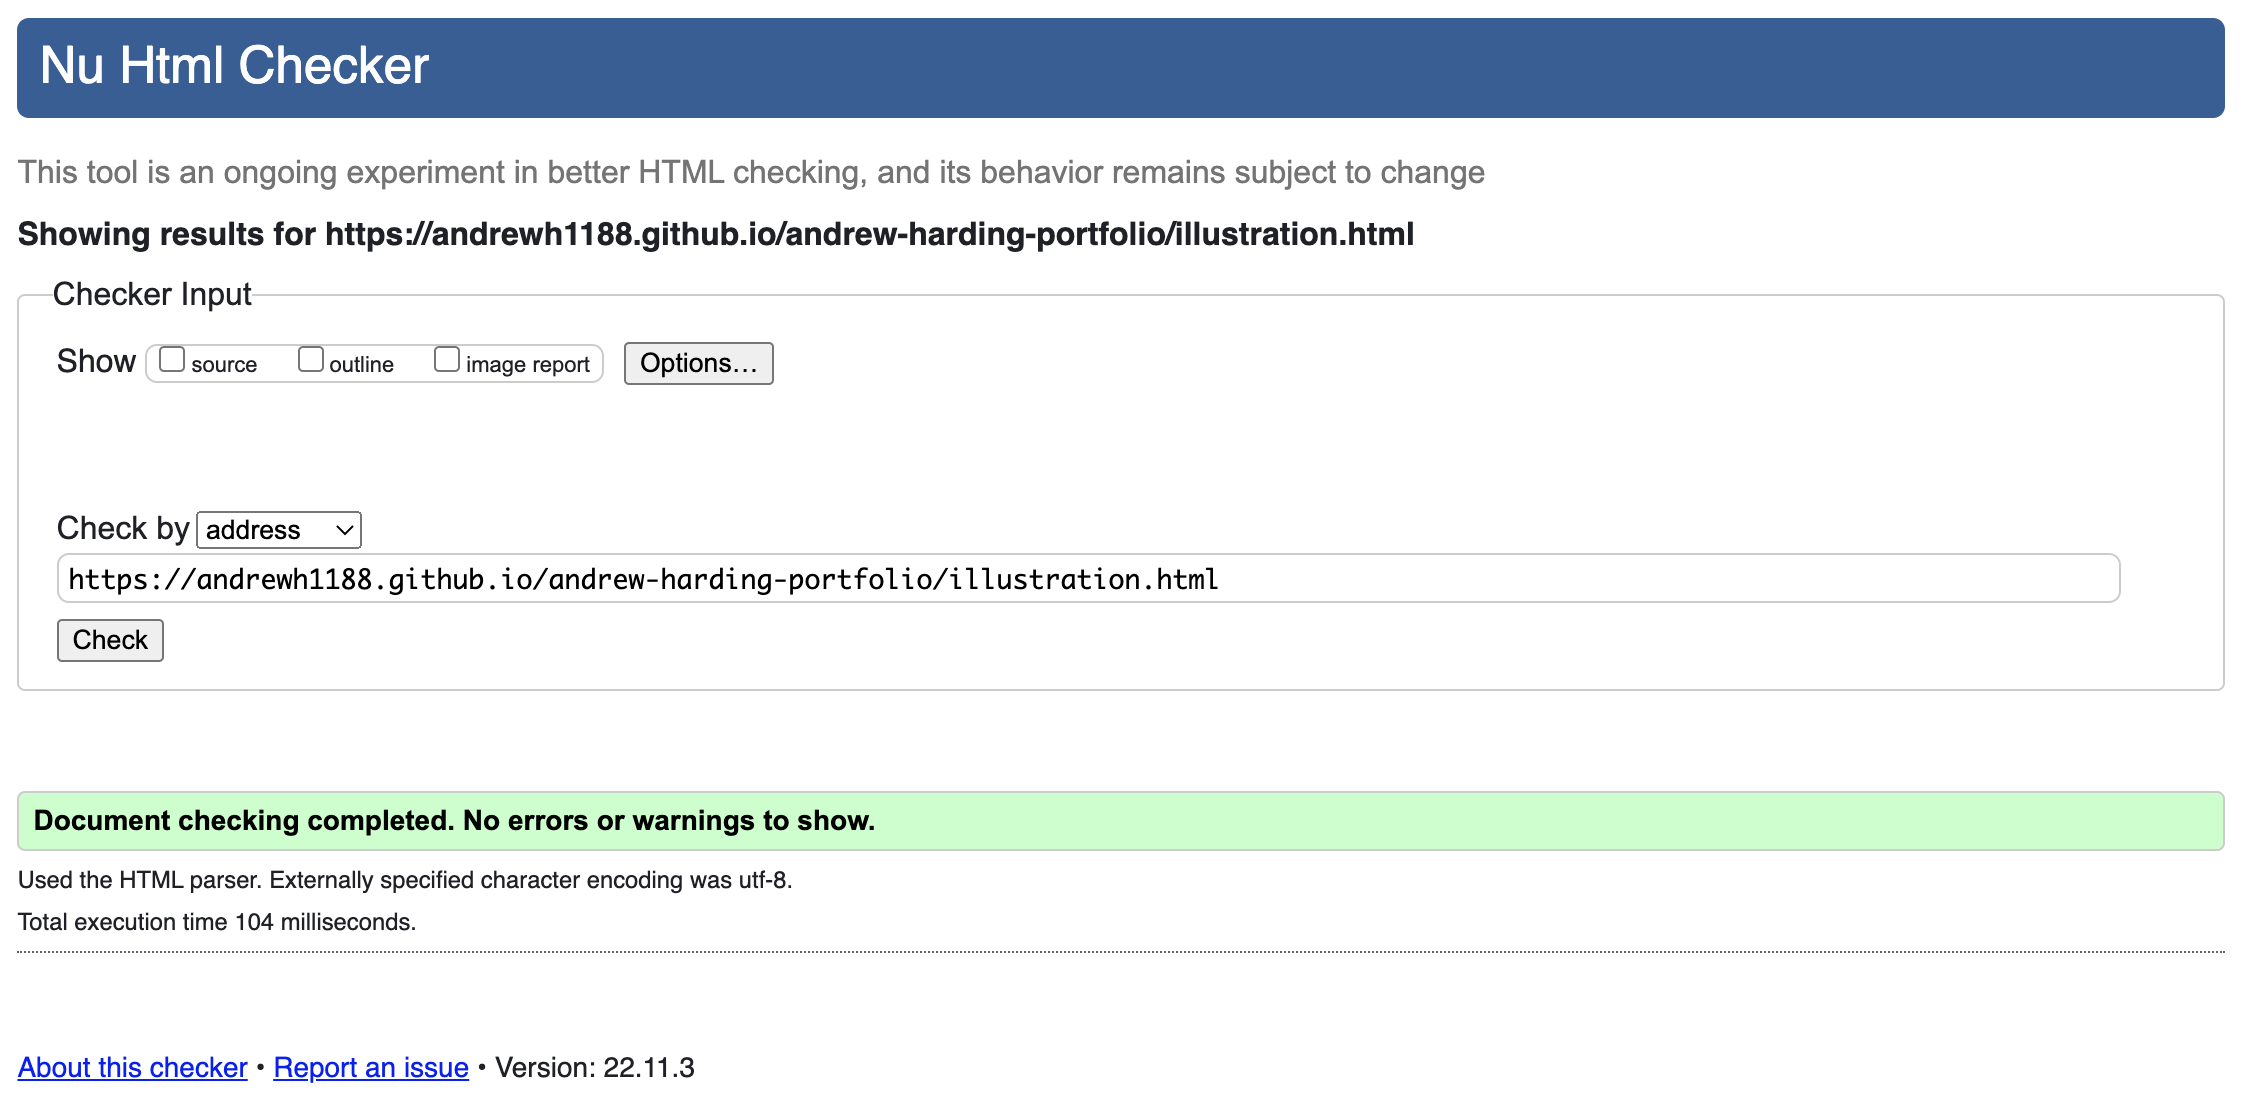 Nu Html Checker
This tool is an ongoing experiment in better HTML checking, and its behavior remains subject to change
Showing results for https://andrewh1188.github.io/andrew-harding-portfolio/illustration.html
Checker Input
Show source outline image report Options...
Check by address
https://andrewh1188.github.io/andrew-harding-portfolio/illustration.html
Check
Document checking completed. No errors or warnings to show.
Used the HTML parser. Externally specified character encoding was utf-8.
Total execution time 104 milliseconds.
About this checker • Report an issue • Version: 22.11.3